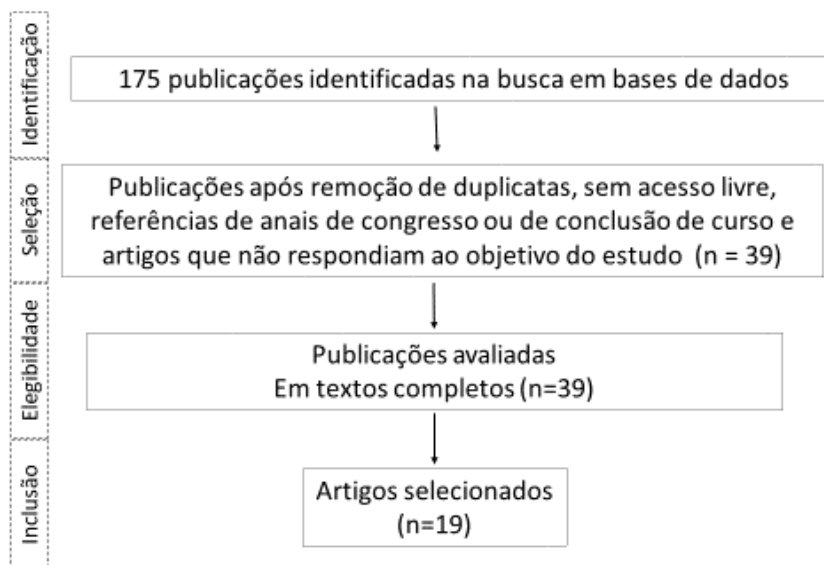 Identificação
175 publicações identificadas na busca em bases de dados
Seleção
Publicações após remoção de duplicatas, sem acesso livre,
referências de anais de congresso ou de conclusão de curso e
artigos que não respondiam ao objetivo do estudo (n = 39)
Elegibilidade
Publicações avaliadas
Em textos completos (n=39)
Inclusão
Artigos selecionados
(n=19)